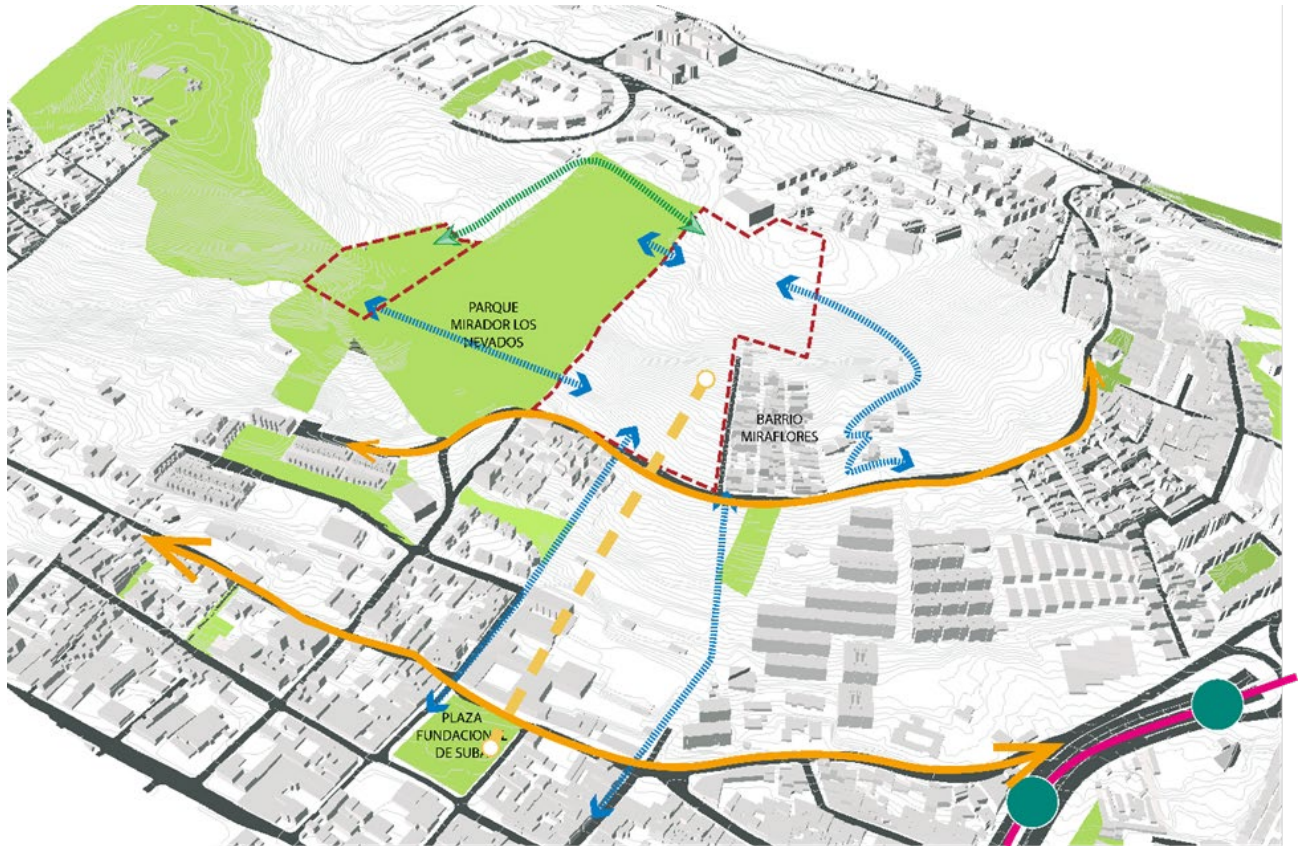 PARQUE
MIRADOR LOS
NEVADOS
BARRIO
MIRAFLORES
PLAZA
FUNDACIONAL
DE SUBA